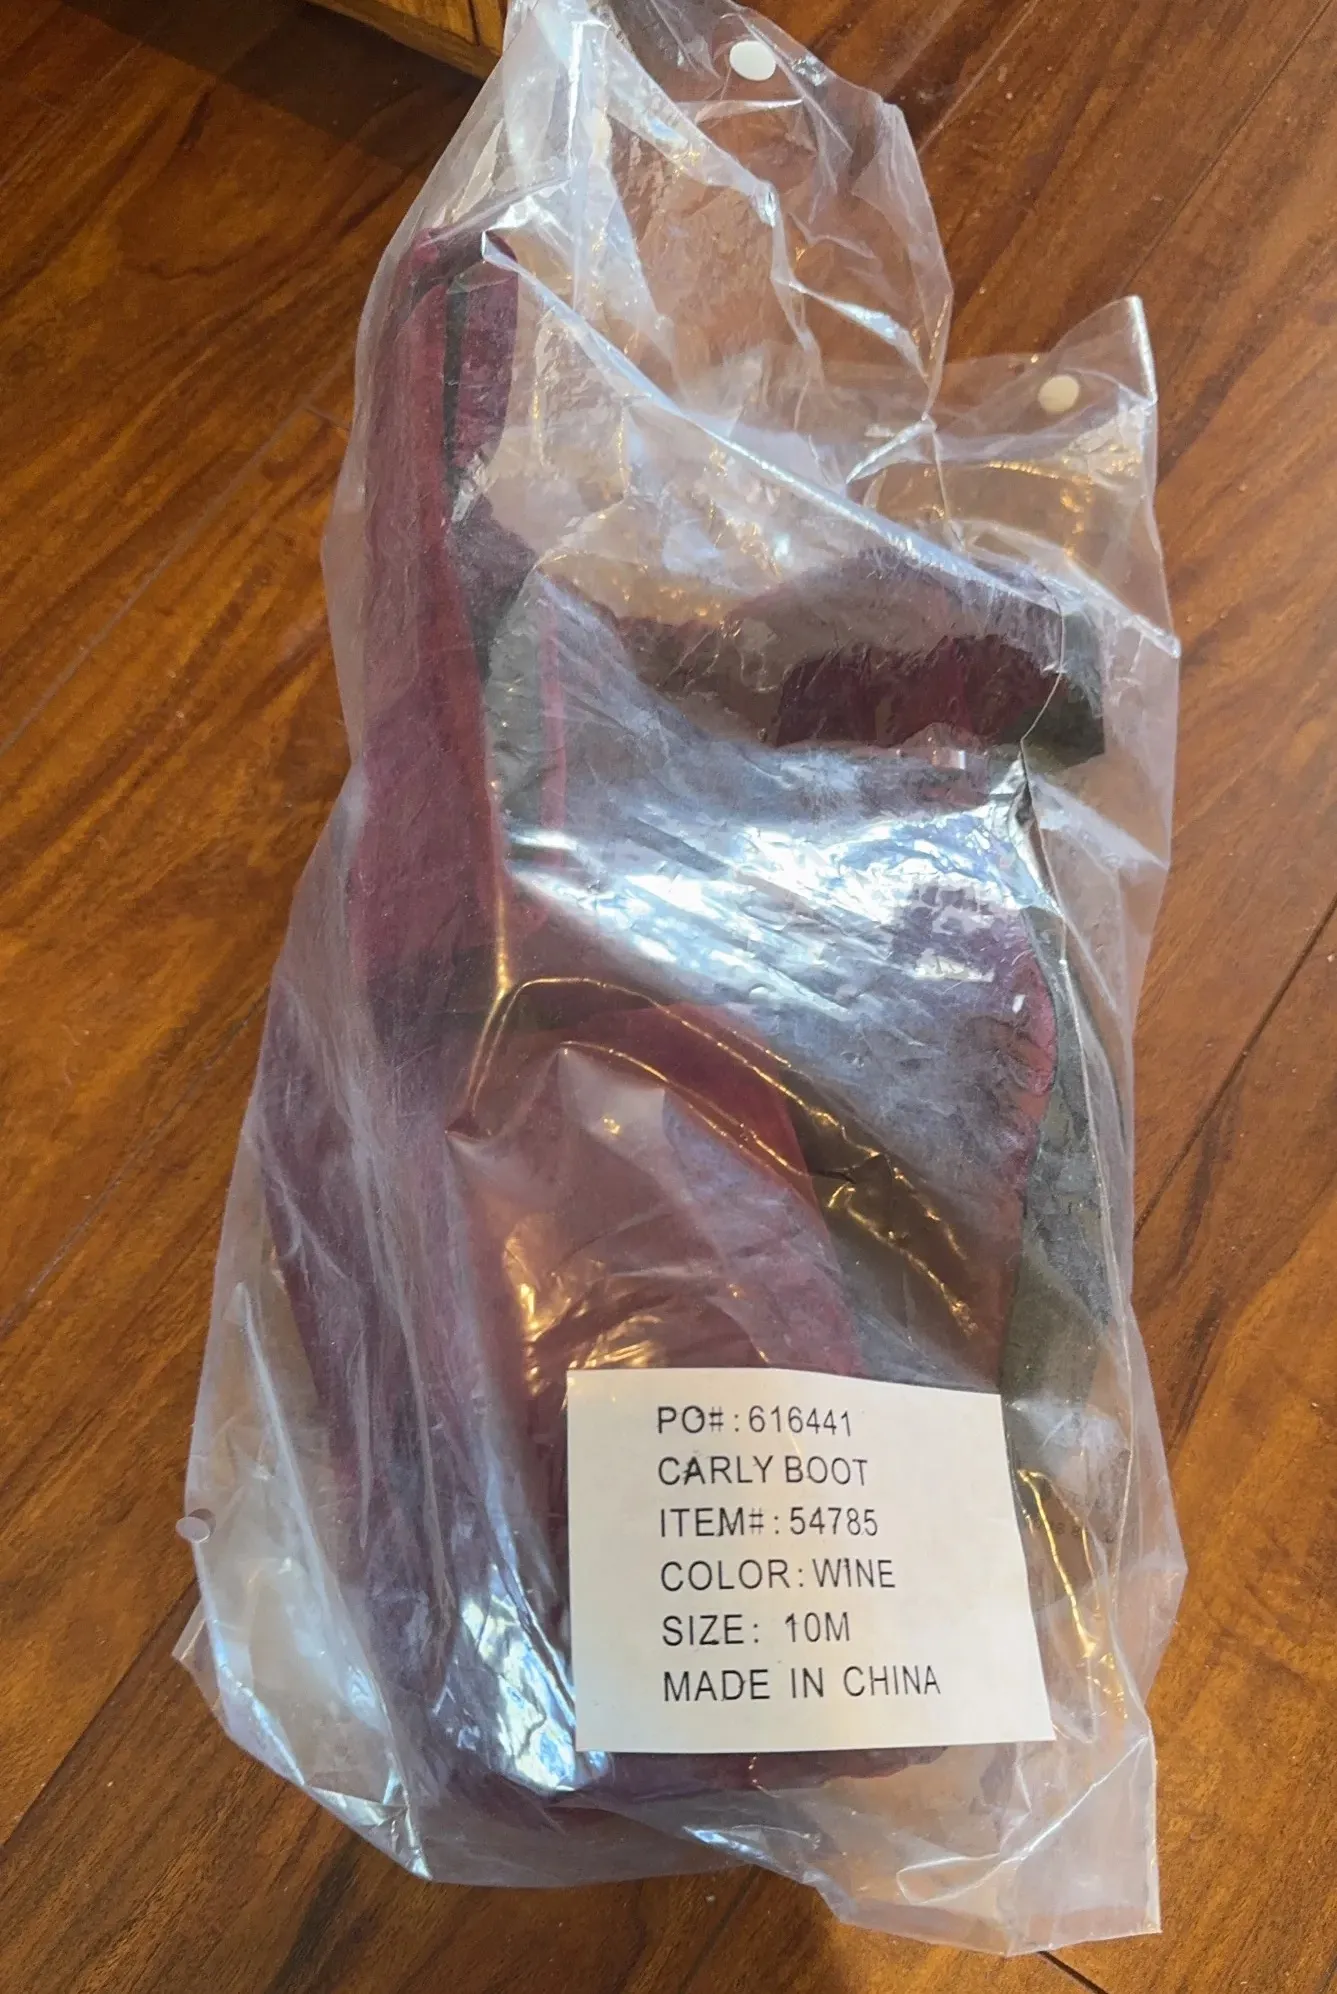 PO#:616441
CARLY BOOT
ITEM#:54785
COLOR:WINE
SIZE: 10M
MADE IN CHINA